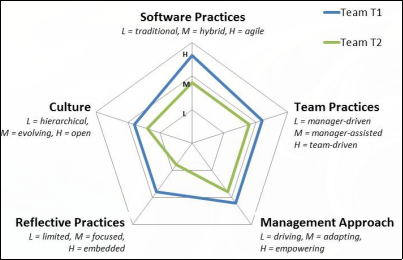 Software Practices
L = traditional, M = hybrid, H = agile
Team T1
Team T2
H
M
L
Culture
L = hierarchical,
M = evolving, H = open
Team Practices
L = manager-driven
M = manager-assisted
H = team-driven
Reflective Practices
L = limited, M = focused,
H = embedded
Management Approach
L = driving, M = adapting,
H = empowering